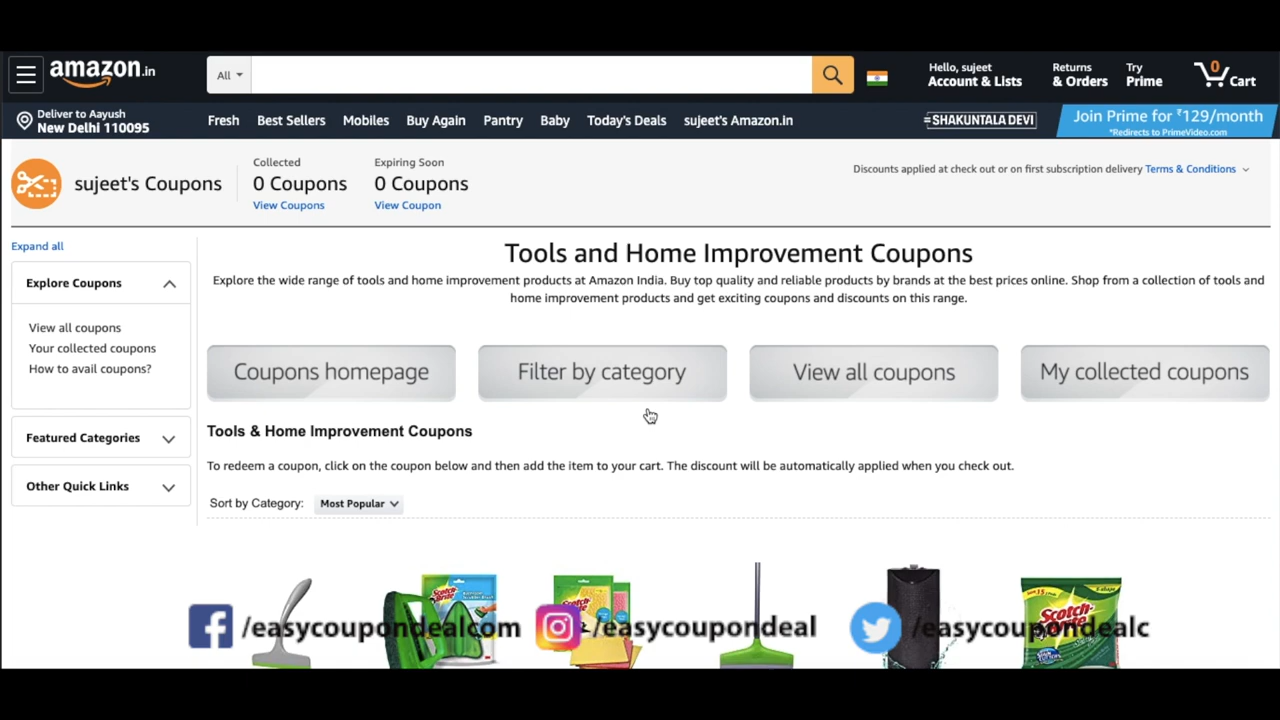 amazon.in
All
Hello, sujeet
Account & Lists
Returns
& Orders
Try
Prime
0
Cart
Deliver to Aayush
New Delhi 110095
Fresh
Best Sellers
Mobiles
Buy Again
Pantry
Baby
Today's Deals
sujeet's Amazon.in
SHAKUNTALA DEVI
Join Prime for ₹129/month
*Redirects to PrimeVideo.com
sujeet's Coupons
Collected
0 Coupons
View Coupons
Expiring Soon
0 Coupons
View Coupon
Discounts applied at check out or on first subscription delivery Terms & Conditions
Expand all
Explore Coupons
View all coupons
Your collected coupons
How to avail coupons?
Featured Categories
Other Quick Links
Tools and Home Improvement Coupons
Explore the wide range of tools and home improvement products at Amazon India. Buy top quality and reliable products by brands at the best prices online. Shop from a collection of tools and
home improvement products and get exciting coupons and discounts on this range.
Coupons homepage
Filter by category
View all coupons
My collected coupons
Tools & Home Improvement Coupons
To redeem a coupon, click on the coupon below and then add the item to your cart. The discount will be automatically applied when you check out.
Sort by Category:
Most Popular
Scotch
Brite
Scotch-
Brite
/easycoupondealcom
/easycoupondeal
/easycoupondealc